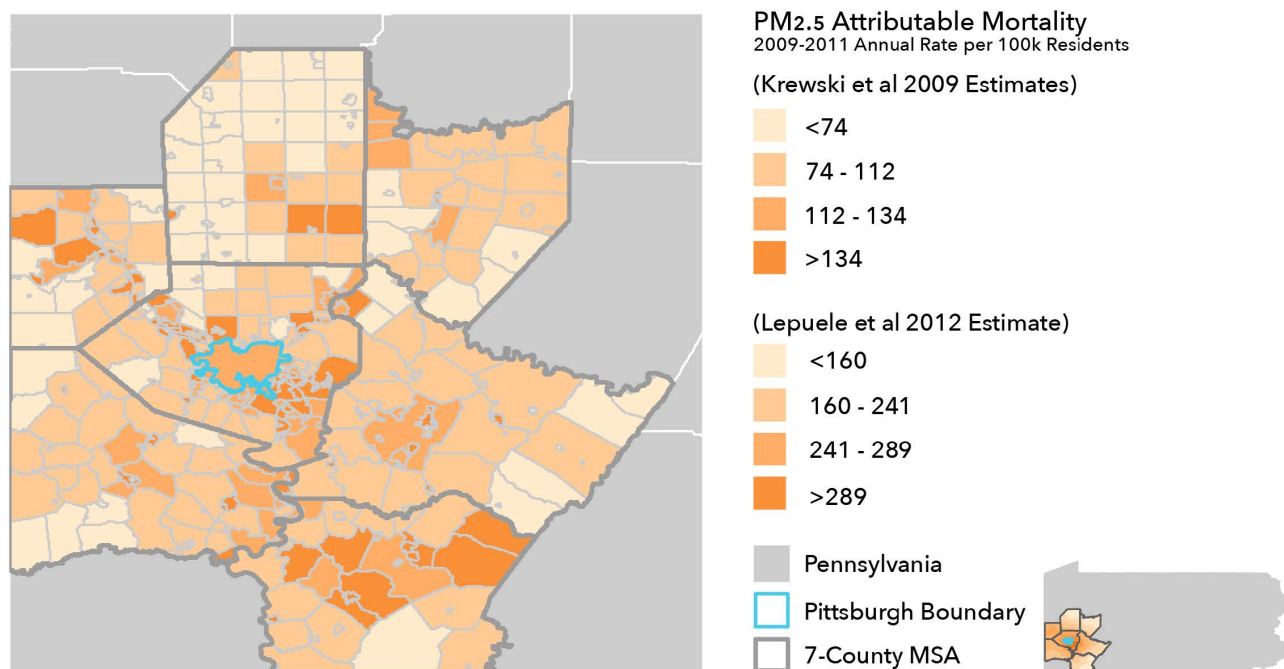 PM2.5 Attributable Mortality
2009-2011 Annual Rate per 100k Residents
(Krewski et al 2009 Estimates)
<74
74 - 112
112 - 134
>134
(Lepuele et al 2012 Estimate)
<160
160 - 241
241 - 289
>289
Pennsylvania
Pittsburgh Boundary
7-County MSA